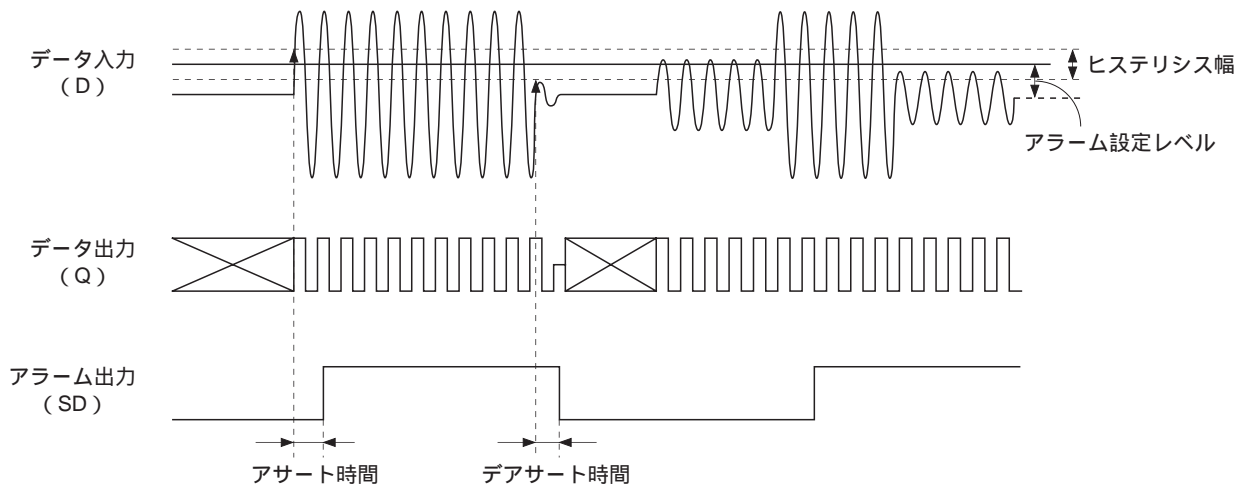 データ入力
（D）
ヒステリシス幅
アラーム設定レベル
データ出力
（Q）
アラーム出力
（SD）
アサート時間
デアサート時間